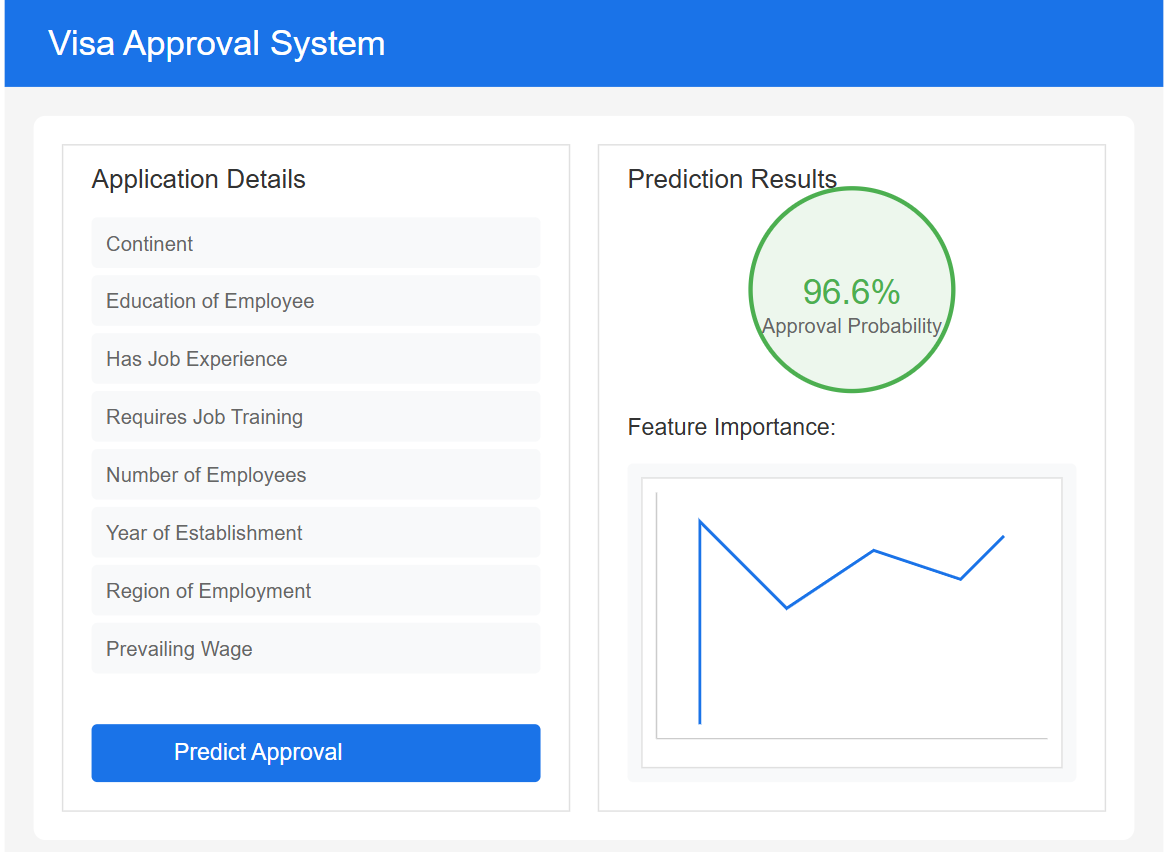 Visa Approval System
Application Details
Continent
Education of Employee
Has Job Experience
Requires Job Training
Number of Employees
Year of Establishment
Region of Employment
Prevailing Wage
Predict Approval
Prediction Results
96.6%
Approval Probability
Feature Importance: